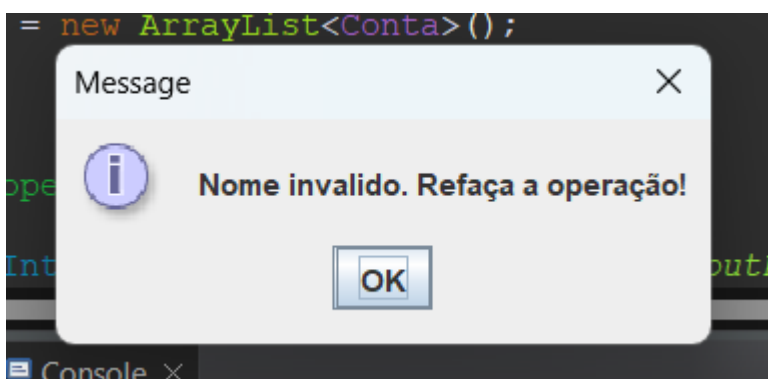 = new ArrayList<Conta>();
Message
Nome invalido. Refaça a operação!
OK
Console